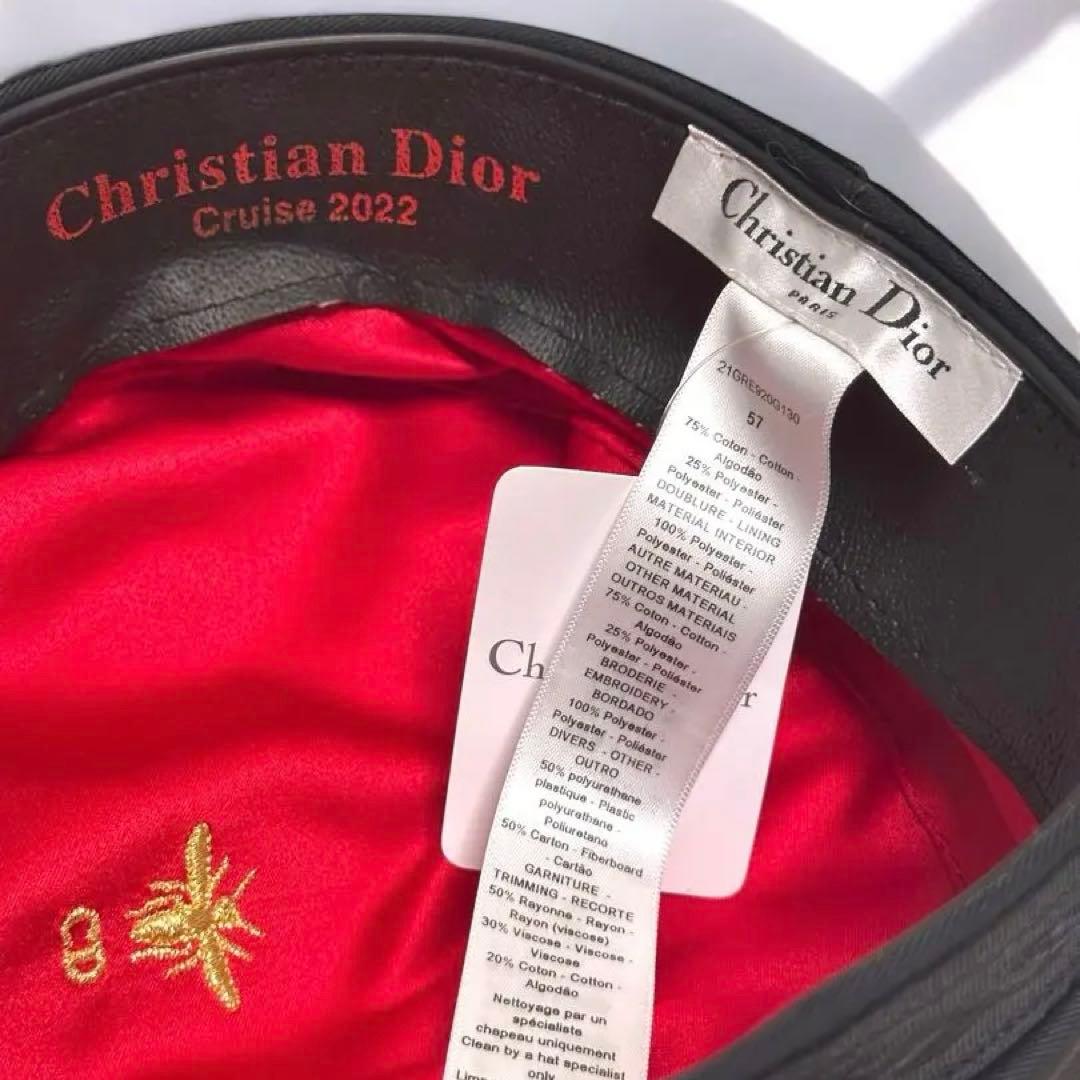 Christian Dior
Cruise 2022
Christian Dior
PARIS
21GRE920G130
57
75% Coton - Cotton -
Algodão
25% Polyester -
Polyester - Poliéster
DOUBLURE - LINING
MATERIAL INTERIOR
100% Polyester -
Polyester - Poliéster
AUTRE MATERIAU -
OTHER MATERIAL
OUTROS MATERIAIS
75% Coton - Cotton -
Algodão
25% Polyester -
Polyester - Poliéster
BRODERIE -
EMBROIDERY -
BORDADO
100% Polyester -
Polyester - Poliéster
DIVERS - OTHER -
OUTRO
50% polyurethane
plastique - Plastic
polyurethane -
Poliuretano
50% Carton - Fiberboard
- Cartão
GARNITURE -
TRIMMING - RECORTE
50% Rayonne - Rayon -
Rayon (viscose)
30% Viscose - Viscose -
Viscose
20% Coton - Cotton -
Algodão
Nettoyage par un
spécialiste
chapeau uniquement
Clean by a hat specialist
only
Ch
r
CD